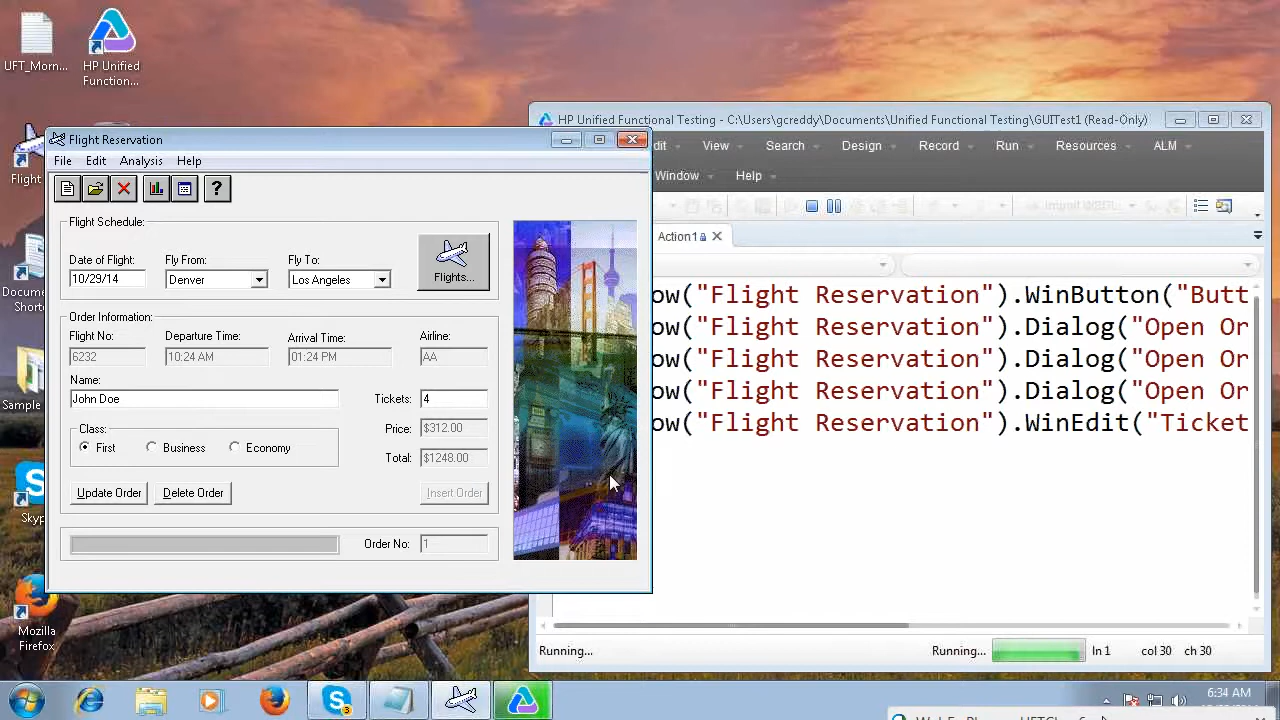 UFT_Morn...
HP Unified
Function...
Flight
Docum
Shorto
Sample
Skyp
Mozilla
Firefox
Flight Reservation
File Edit Analysis Help
?
Flight Schedule:
Date of Flight: Fly From: Fly To:
10/29/14 Denver Los Angeles
Flights...
Order Information:
Flight No: Departure Time: Arrival Time: Airline:
6232 10:24 AM 01:24 PM AA
Name:
John Doe
Tickets: 4
Class:
First Business Economy
Price: $312.00
Total: $1248.00
Update Order Delete Order Insert Order
Order No: 1
HP Unified Functional Testing - C:\Users\gcreddy\Documents\Unified Functional Testing\GUITest1 (Read-Only)
dit View Search Design Record Run Resources ALM
Window Help
Action1
ow("Flight Reservation").WinButton("Butt
ow("Flight Reservation").Dialog("Open Or
ow("Flight Reservation").Dialog("Open Or
ow("Flight Reservation").Dialog("Open Or
ow("Flight Reservation").WinEdit("Ticket
Running... Running... ln 1 col 30 ch 30
3
6:34 AM